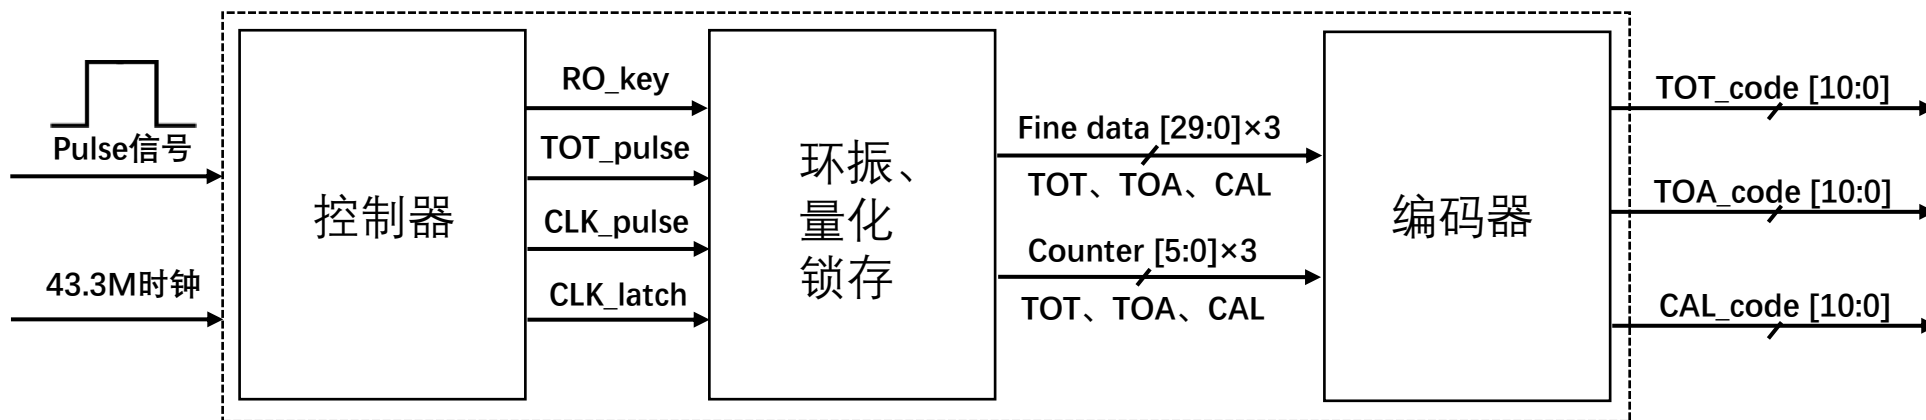 Pulse信号
43.3M时钟
控制器
RO_key
TOT_pulse
CLK_pulse
CLK_latch
环振、
量化
锁存
Fine data [29:0]×3
TOT、TOA、CAL
Counter [5:0]×3
TOT、TOA、CAL
编码器
TOT_code [10:0]
TOA_code [10:0]
CAL_code [10:0]